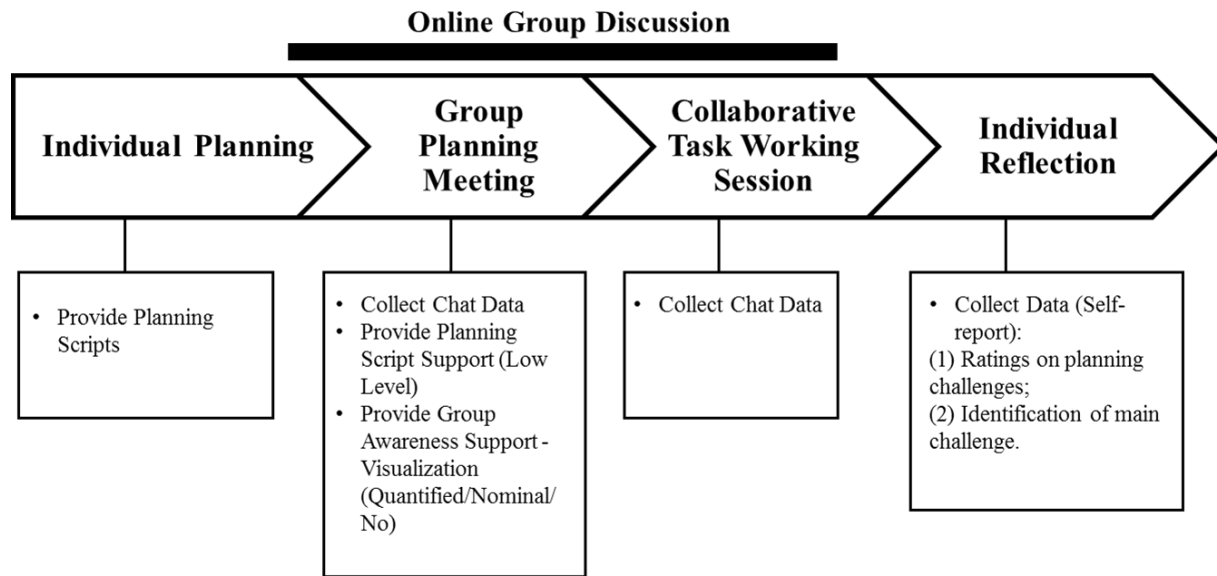 Online Group Discussion
Individual Planning
Group
Planning
Meeting
Collaborative
Task Working
Session
Individual
Reflection
• Provide Planning
Scripts
• Collect Chat Data
• Provide Planning
Script Support (Low
Level)
• Provide Group
Awareness Support -
Visualization
(Quantified/Nominal/
No)
• Collect Chat Data
• Collect Data (Self-
report):
(1) Ratings on planning
challenges;
(2) Identification of main
challenge.